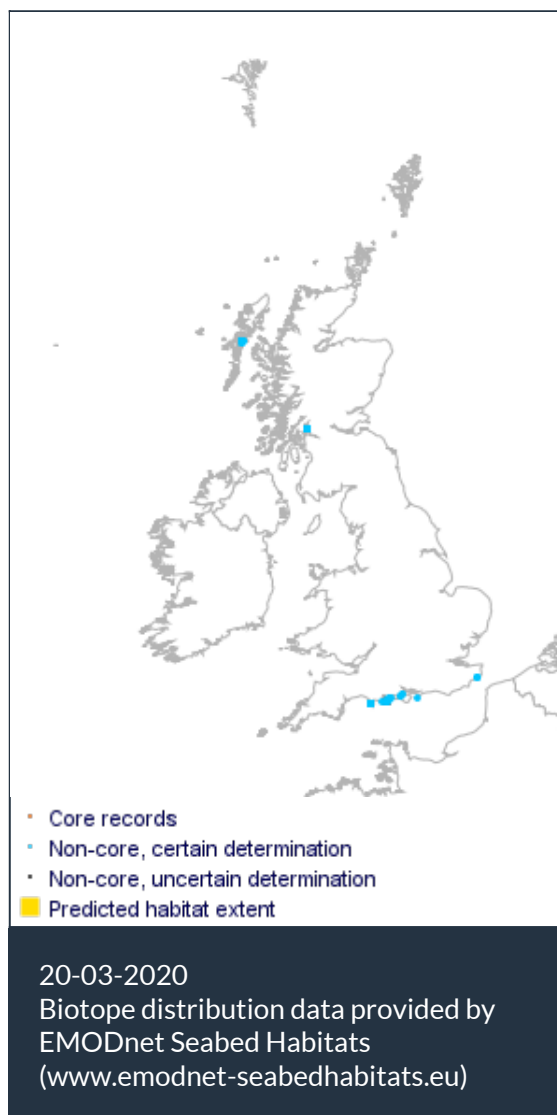 Core records
Non-core, certain determination
Non-core, uncertain determination
Predicted habitat extent
20-03-2020
Biotope distribution data provided by
EMODnet Seabed Habitats
(www.emodnet-seabedhabitats.eu)